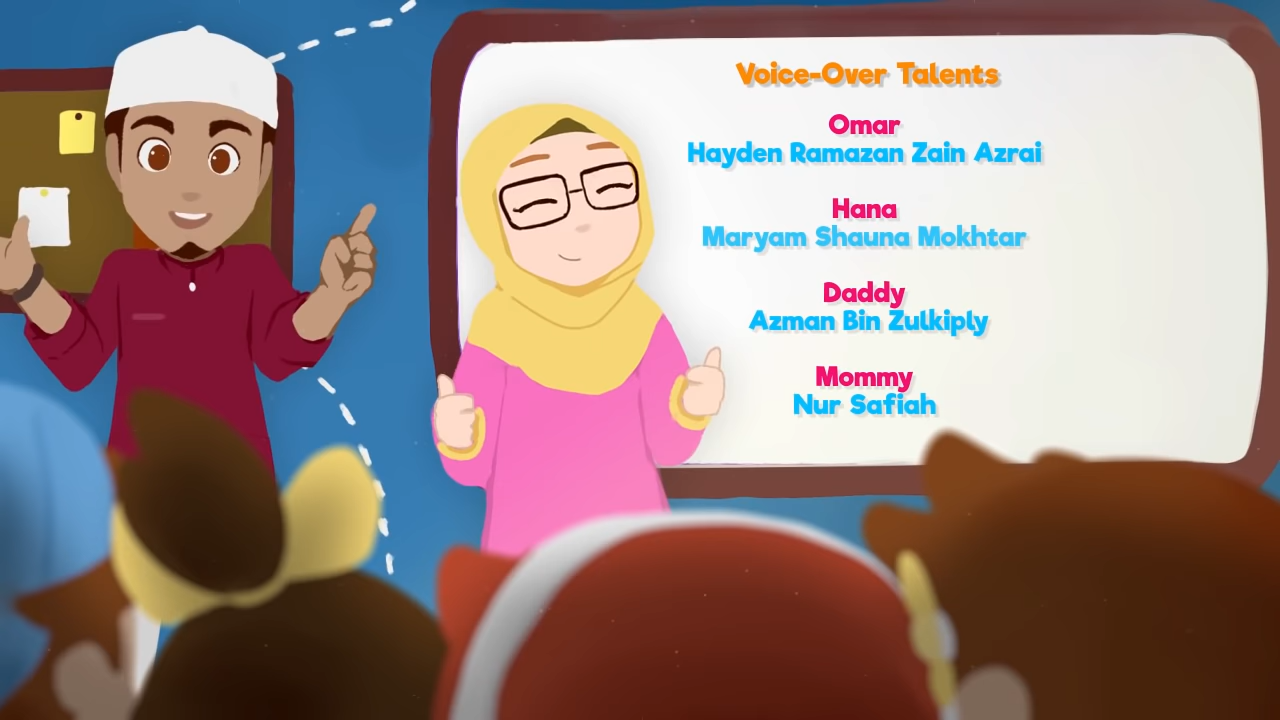 Voice-Over Talents
Omar
Hayden Ramazan Zain Azrai
Hana
Maryam Shauna Mokhtar
Daddy
Azman Bin Zulkiply
Mommy
Nur Safiah